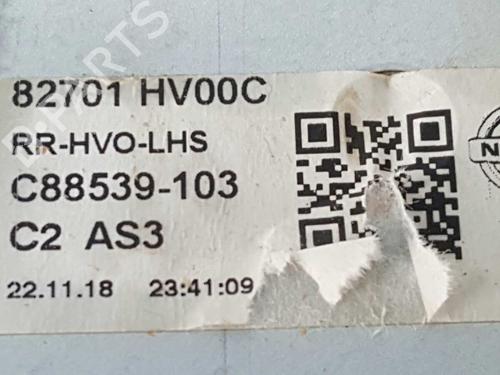 82701 HV00C
RR-HVO-LHS
C88539-103
C2 AS3
22.11.18 23:41:09